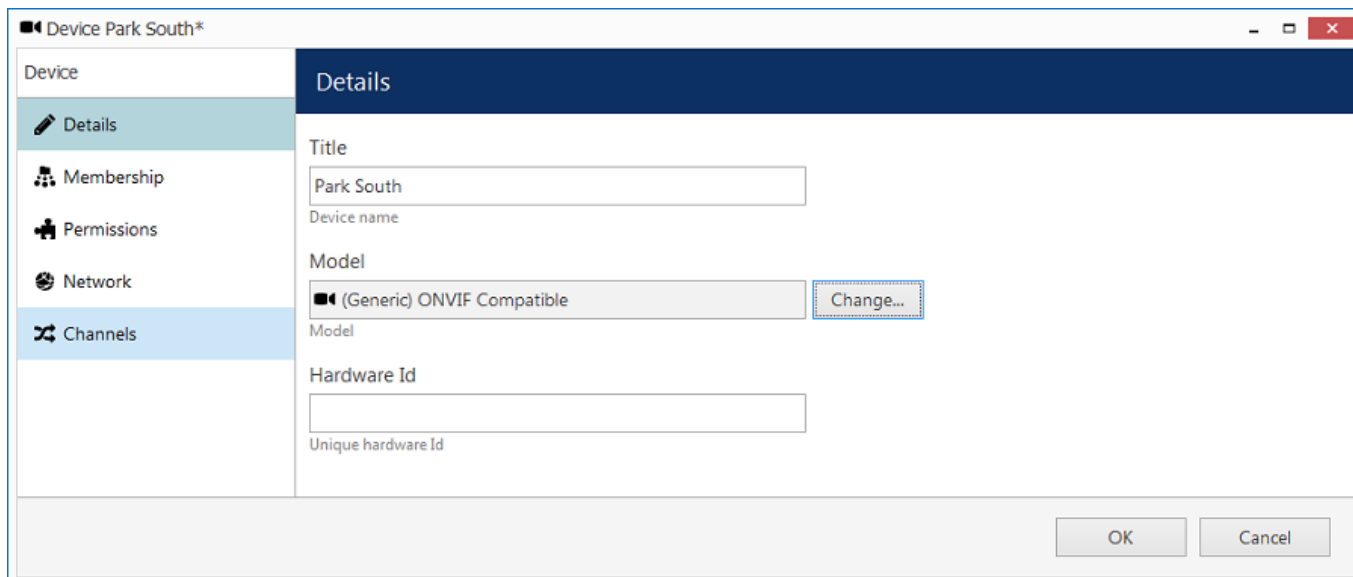 Device Park South*
Device
Details
Membership
Permissions
Network
Channels
Details
Title
Park South
Device name
Model
(Generic) ONVIF Compatible
Change...
Model
Hardware Id
Unique hardware Id
OK
Cancel